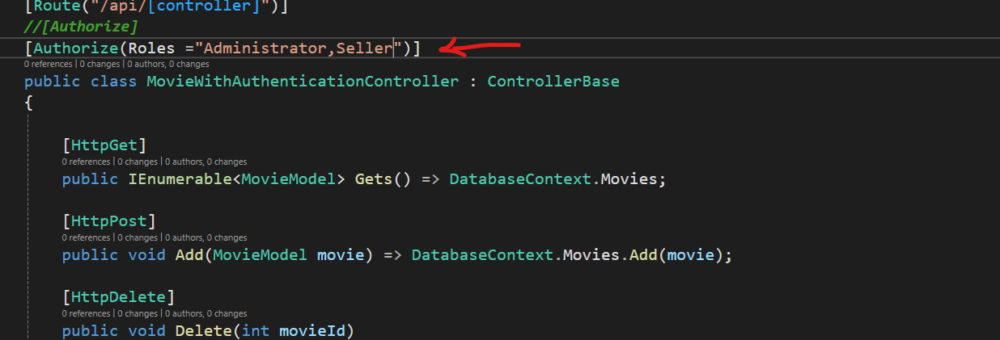 [Route("/api/[controller]")]
//[Authorize]
[Authorize(Roles ="Administrator,Seller")]
0 references | 0 changes | 0 authors, 0 changes
public class MovieWithAuthenticationController : ControllerBase
{
[HttpGet]
0 references | 0 changes | 0 authors, 0 changes
public IEnumerable<MovieModel> Gets() => DatabaseContext.Movies;
[HttpPost]
0 references | 0 changes | 0 authors, 0 changes
public void Add(MovieModel movie) => DatabaseContext.Movies.Add(movie);
[HttpDelete]
0 references | 0 changes | 0 authors, 0 changes
public void Delete(int movieId)